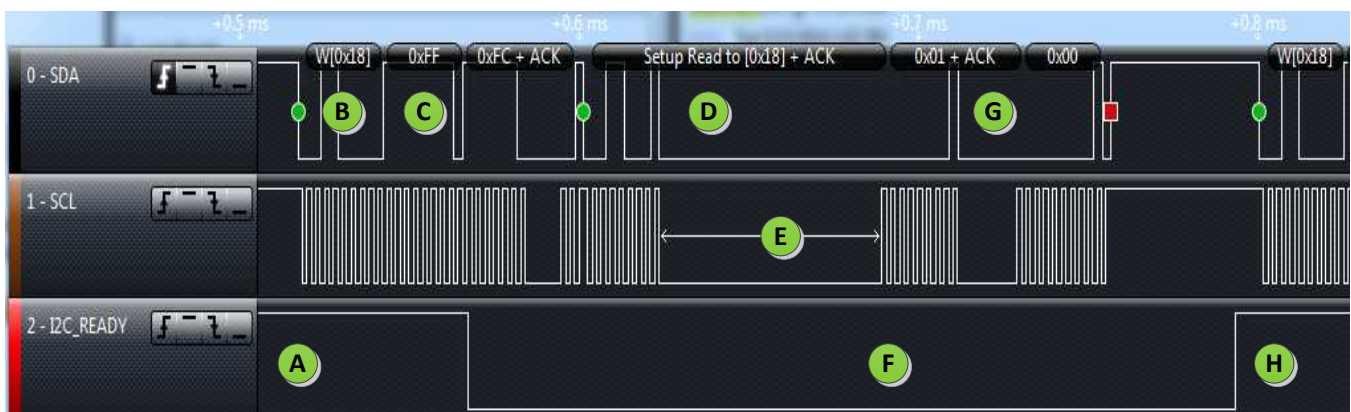 +0.5 ms +0.6 ms +0.7 ms +0.8 ms
W[0x18] 0xFF 0xFC + ACK Setup Read to [0x18] + ACK 0x01 + ACK 0x00 W[0x18]
0 - SDA
B C D G
1 - SCL
E
2 - I2C_READY
A F H